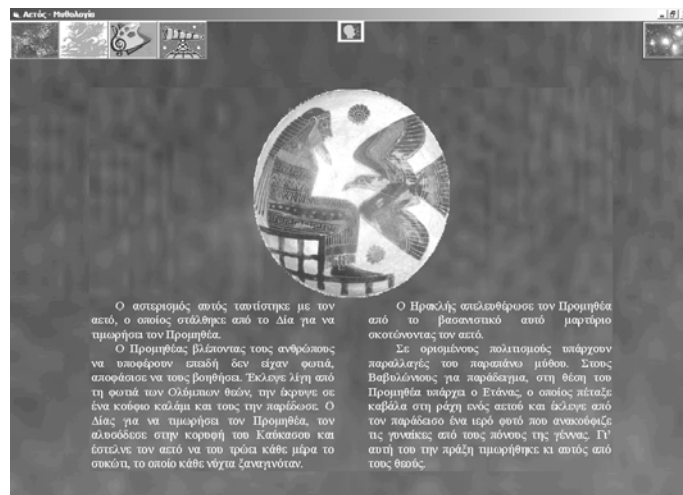 Αετός - Μυθολογία
Ο αστερισμός αυτός ταυτίστηκε με τον
αετό, ο οποίος στάλθηκε από το Δία για να
τιμωρήσει τον Προμηθέα.
Ο Προμηθέας βλέποντας τους ανθρώπους
να υποφέρουν επειδή δεν είχαν φωτιά,
αποφάσισε να τους βοηθήσει. Έκλεψε λίγη από
τη φωτιά των Ολύμπιων θεών, την έκρυψε σε
ένα κούφιο καλάμι και τους την παρέδωσε. Ο
Δίας για να τιμωρήσει τον Προμηθέα, τον
αλυσόδεσε στην κορυφή του Καύκασου και
έστελνε τον αετό να του τρώει κάθε μέρα το
συκώτι, το οποίο κάθε νύχτα ξαναγινόταν.
Ο Ηρακλής απελευθέρωσε τον Προμηθέα
από το βασανιστικό αυτό μαρτύριο
σκοτώνοντας τον αετό.
Σε ορισμένους πολιτισμούς υπάρχουν
παραλλαγές του παραπάνω μύθου. Στους
Βαβυλώνιους για παράδειγμα, στη θέση του
Προμηθέα υπάρχει ο Ετάνας, ο οποίος πέταξε
καβάλα στη ράχη ενός αετού και έκλεψε από
τον παράδεισο ένα ιερό φυτό που ανακούφιζε
τις γυναίκες από τους πόνους της γέννας. Γι'
αυτή του την πράξη τιμωρήθηκε κι αυτός από
τους θεούς.